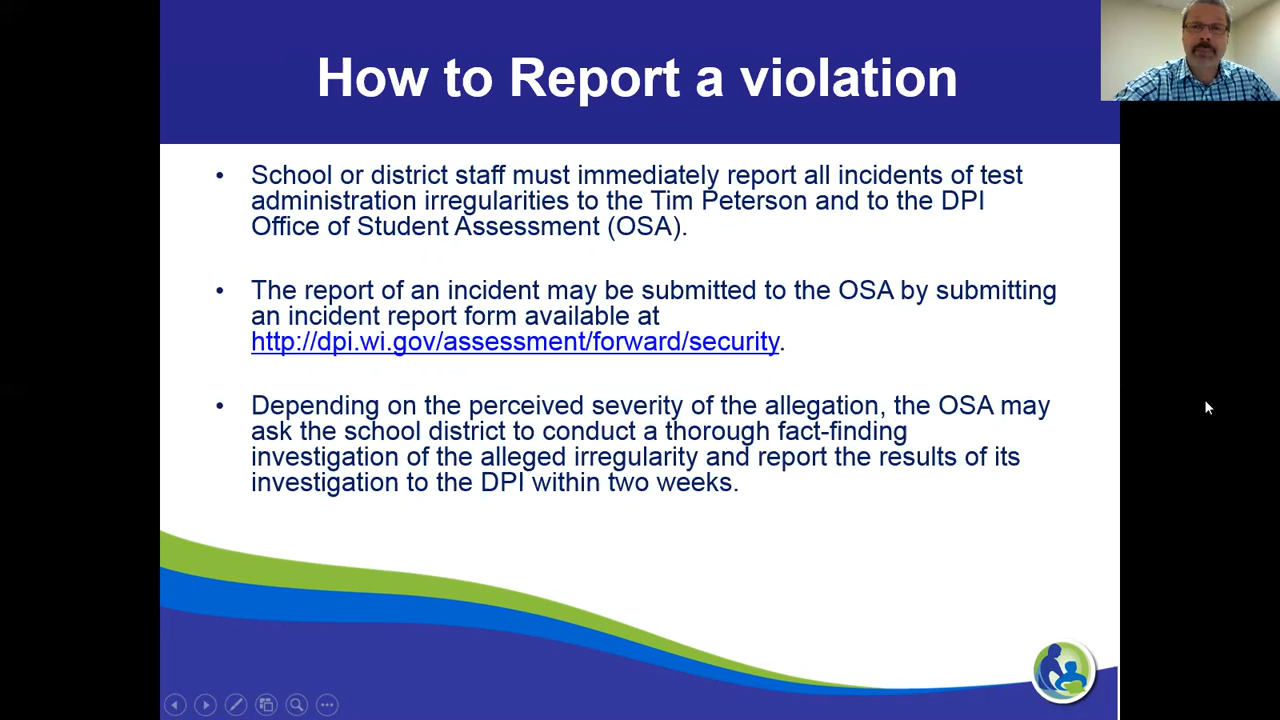 How to Report a violation
• School or district staff must immediately report all incidents of test
administration irregularities to the Tim Peterson and to the DPI
Office of Student Assessment (OSA).
• The report of an incident may be submitted to the OSA by submitting
an incident report form available at
http://dpi.wi.gov/assessment/forward/security.
• Depending on the perceived severity of the allegation, the OSA may
ask the school district to conduct a thorough fact-finding
investigation of the alleged irregularity and report the results of its
investigation to the DPI within two weeks.